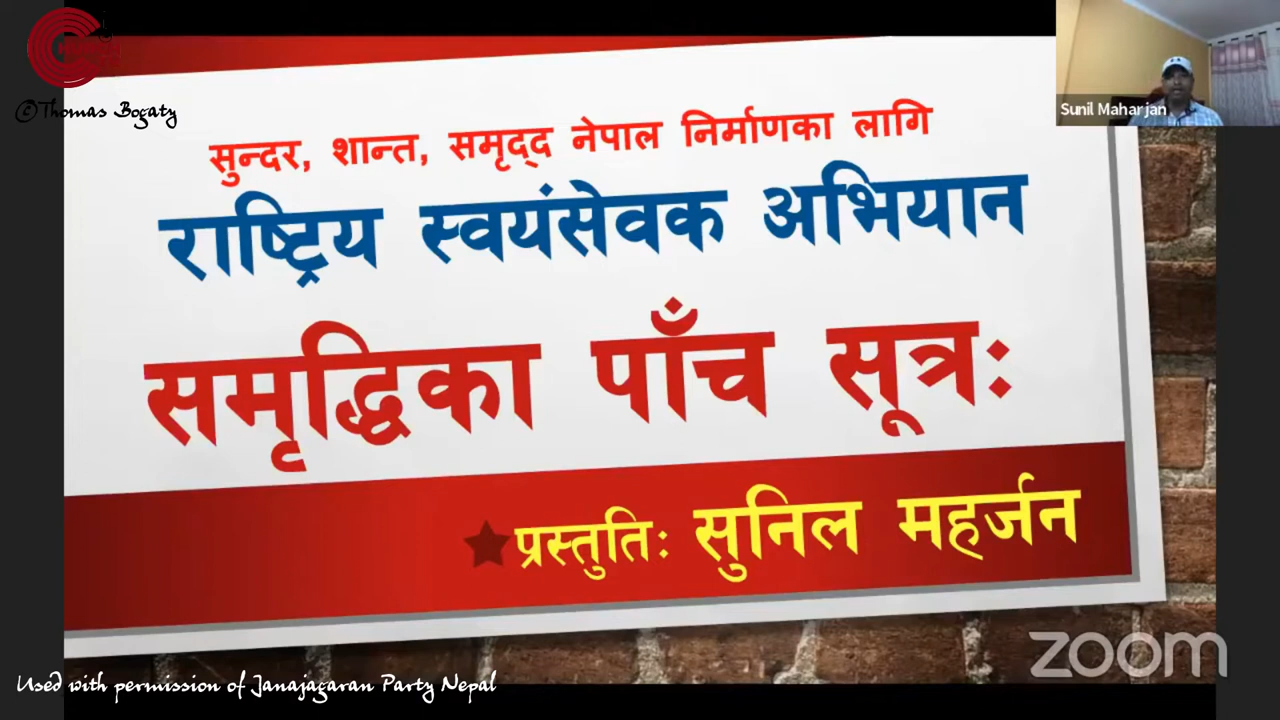 ©Thomas Bogaty
Sunil Maharjan
सुन्दर, शान्त, समृद्द नेपाल निर्माणका लागि
राष्ट्रिय स्वयंसेवक अभियान
समृद्धिका पाँच सूत्रः
प्रस्तुतिः सुनिल महर्जन
zoom
Used with permission of Janajagaran Party Nepal